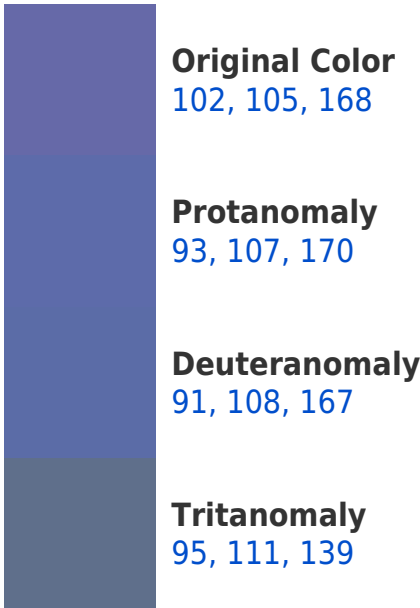 Original Color
102, 105, 168
Protanomaly
93, 107, 170
Deuteranomaly
91, 108, 167
Tritanomaly
95, 111, 139